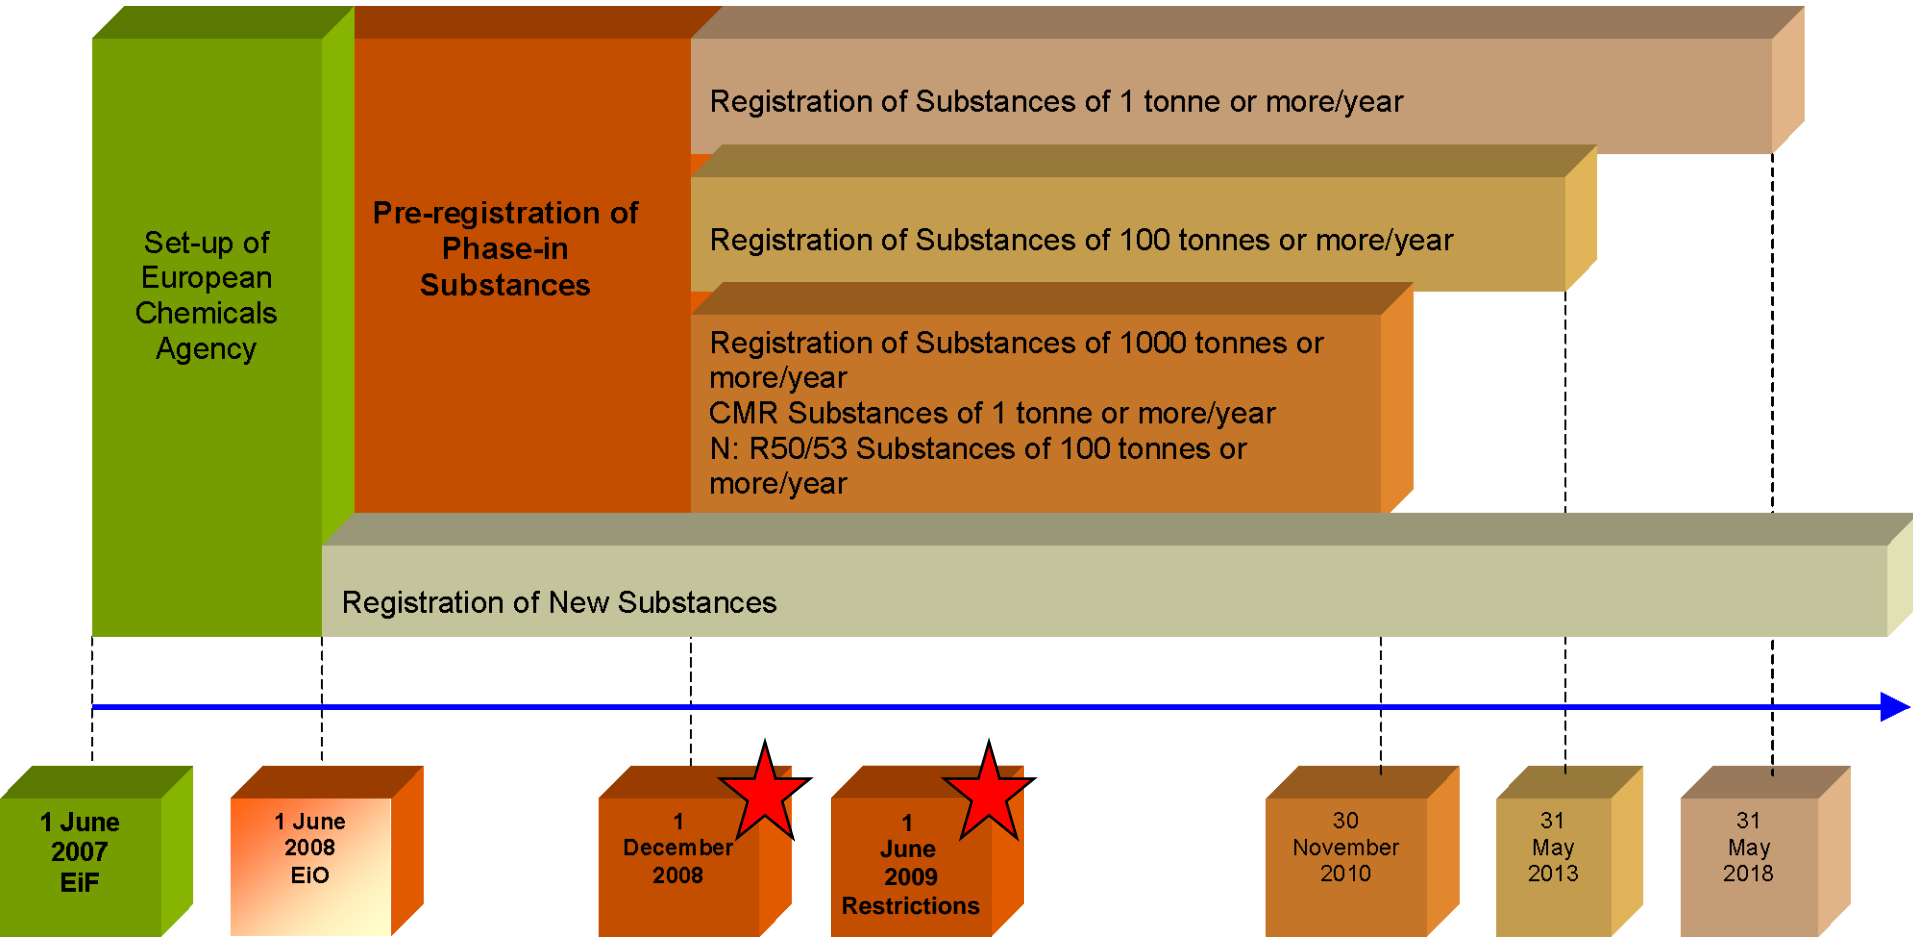 Registration of Substances of 1 tonne or more/year
Set-up of
European
Chemicals
Agency
Pre-registration of
Phase-in
Substances
Registration of Substances of 100 tonnes or more/year
Registration of Substances of 1000 tonnes or
more/year
CMR Substances of 1 tonne or more/year
N: R50/53 Substances of 100 tonnes or
more/year
Registration of New Substances
1 June
2007
EiF
1 June
2008
EiO
1
December
2008
1
June
2009
Restrictions
30
November
2010
31
May
2013
31
May
2018